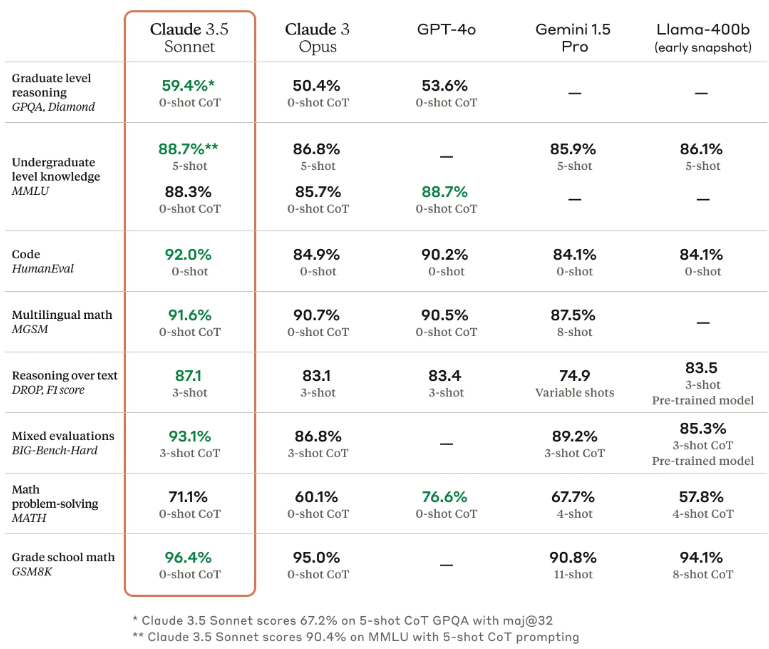 Claude 3.5 Sonnet
Claude 3 Opus
GPT-4o
Gemini 1.5 Pro
Llama-400b (early snapshot)
Graduate level
reasoning
GPQA, Diamond
59.4%* 50.4% 53.6% — —
0-shot CoT 0-shot CoT 0-shot CoT
Undergraduate
level knowledge
MMLU
88.7%** 86.8% — 85.9% 86.1%
5-shot 5-shot 5-shot 5-shot
88.3% 85.7% 88.7% — —
0-shot CoT 0-shot CoT 0-shot CoT
Code
HumanEval
92.0% 84.9% 90.2% 84.1% 84.1%
0-shot 0-shot 0-shot 0-shot 0-shot
Multilingual math
MGSM
91.6% 90.7% 90.5% 87.5% —
0-shot CoT 0-shot CoT 0-shot CoT 8-shot
Reasoning over text
DROP, F1 score
87.1 83.1 83.4 74.9 83.5
3-shot 3-shot 3-shot Variable shots 3-shot
Pre-trained model
Mixed evaluations
BIG-Bench-Hard
93.1% 86.8% — 89.2% 85.3%
3-shot CoT 3-shot CoT 3-shot CoT 3-shot CoT
Pre-trained model
Math
problem-solving
MATH
71.1% 60.1% 76.6% 67.7% 57.8%
0-shot CoT 0-shot CoT 0-shot CoT 4-shot 4-shot CoT
Grade school math
GSM8K
96.4% 95.0% — 90.8% 94.1%
0-shot CoT 0-shot CoT 11-shot 8-shot CoT
* Claude 3.5 Sonnet scores 67.2% on 5-shot CoT GPQA with maj@32
** Claude 3.5 Sonnet scores 90.4% on MMLU with 5-shot CoT prompting